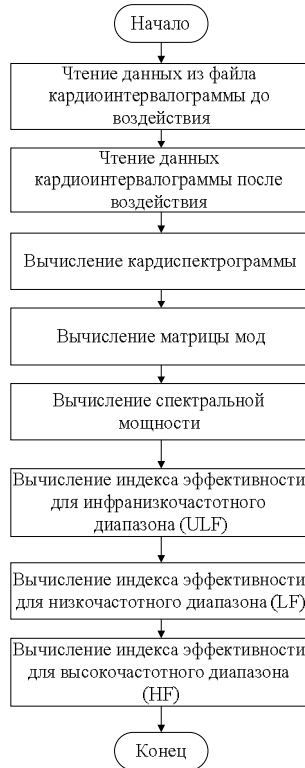 Начало
Чтение данных из файла
кардиоинтервалограммы до
воздействия
Чтение данных
кардиоинтервалограммы после
воздействия
Вычисление кардиспектрограммы
Вычисление матрицы мод
Вычисление спектральной
мощности
Вычисление индекса эффективности
для инфранизкочастотного
диапазона (ULF)
Вычисление индекса эффективности
для низкочастотного диапазона (LF)
Вычисление индекса эффективности
для высокочастотного диапазона
(HF)
Конец